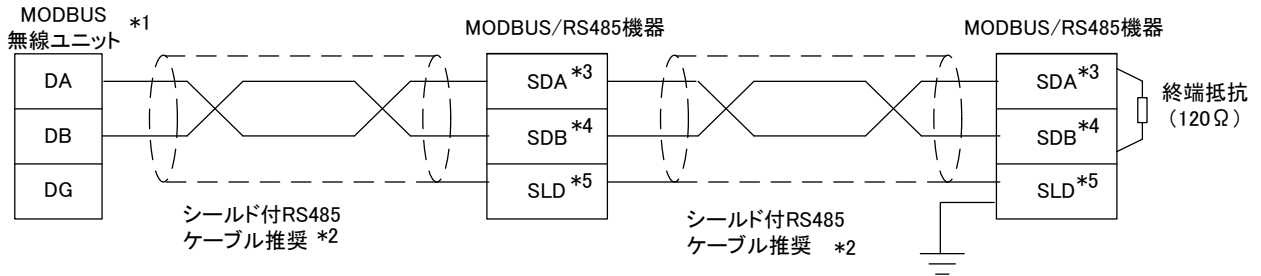 MODBUS *1
無線ユニット
DA
DB
DG
シールド付RS485
ケーブル推奨 *2
MODBUS/RS485機器
SDA *3
SDB *4
SLD *5
シールド付RS485
ケーブル推奨 *2
MODBUS/RS485機器
SDA *3
SDB *4
SLD *5
終端抵抗
(120Ω)